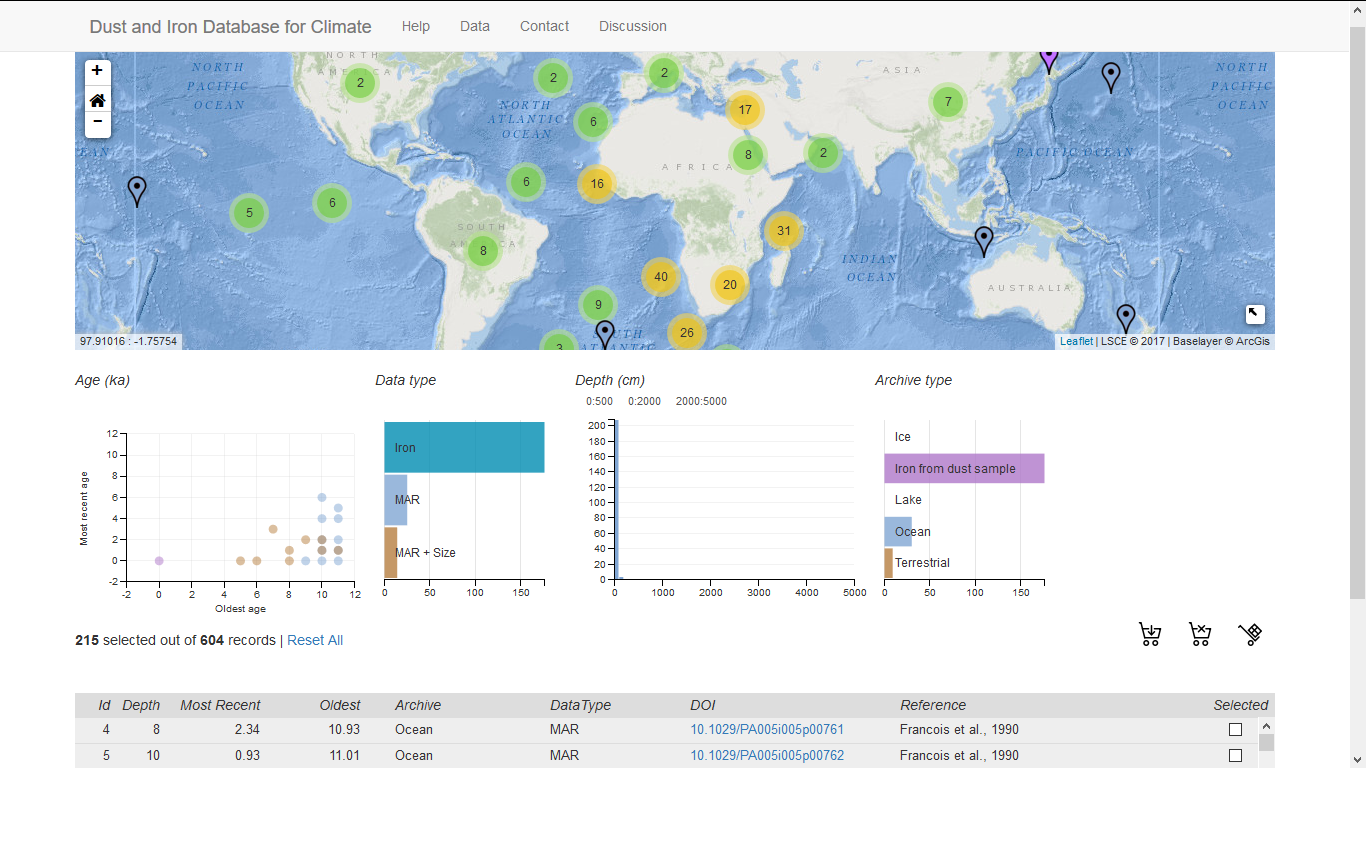 Dust and Iron Database for Climate Help Data Contact Discussion
+
−
NORTH
PACIFIC
OCEAN
NORTH
AMERICA
NORTH
ATLANTIC
OCEAN
ASIA
NORTH
PACIFIC
OCEAN
EAN
PACIFIC OCEAN
AFRICA
SOUTH
AMERICA
INDIAN
OCEAN
AUSTRALIA
SOUTH
ATLANTIC
2
2
2
17
7
6
8
2
6
16
6
5
31
8
40
20
9
26
3
97.91016 : -1.75754
Leaflet | LSCE © 2017 | Baselayer © ArcGis
Age (ka) Data type Depth (cm) Archive type
12
10
8
6
4
2
0
-2
Most recent age
-2 0 2 4 6 8 10 12
Oldest age
Iron
MAR
MAR + Size
0 50 100 150
0:500 0:2000 2000:5000
200
180
160
140
120
100
80
60
40
20
0
0 1000 2000 3000 4000 5000
Ice
Iron from dust sample
Lake
Ocean
Terrestrial
0 50 100 150
215 selected out of 604 records | Reset All
Id Depth Most Recent Oldest Archive DataType DOI Reference Selected
4 8 2.34 10.93 Ocean MAR 10.1029/PA005i005p00761 Francois et al., 1990
5 10 0.93 11.01 Ocean MAR 10.1029/PA005i005p00762 Francois et al., 1990